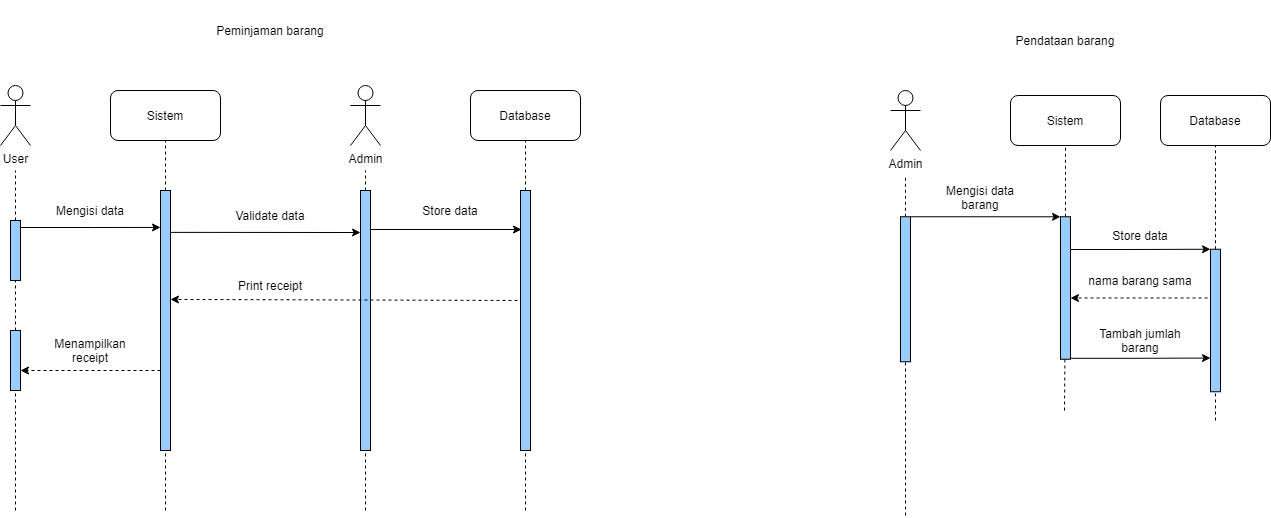 Peminjaman barang
User
Sistem
Admin
Database
Mengisi data
Validate data
Store data
Print receipt
Menampilkan
receipt
Pendataan barang
Admin
Sistem
Database
Mengisi data
barang
Store data
nama barang sama
Tambah jumlah
barang